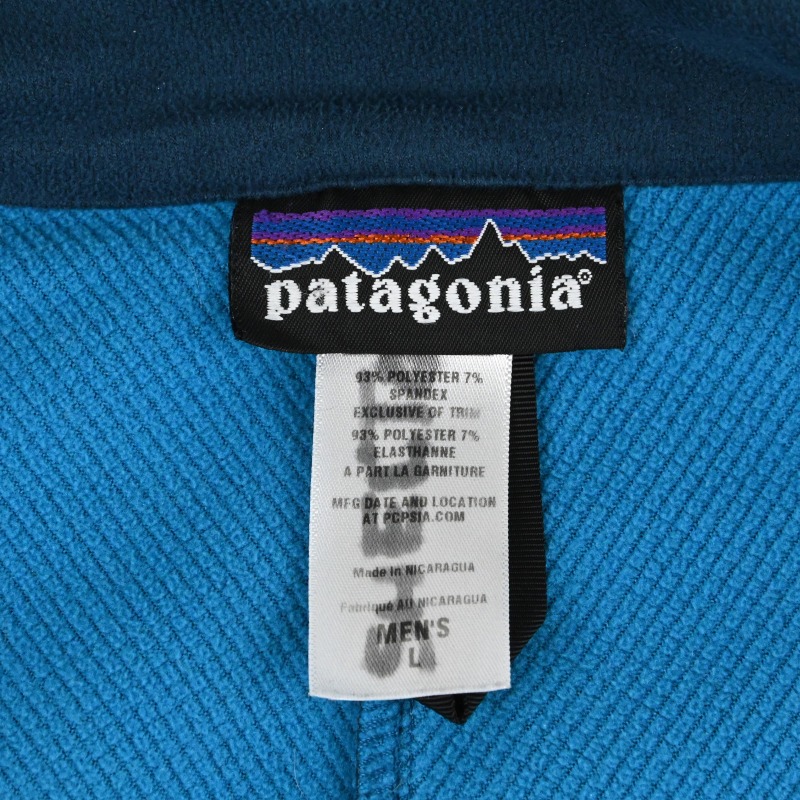 patagonia®
93% POLYESTER 7%
SPANDEX
EXCLUSIVE OF TRIM
93% POLYESTER 7%
ELASTHANNE
A PART LA GARNITURE
MFG DATE AND LOCATION
AT PCPSIA.COM
Made in NICARAGUA
Fabriqué AU NICARAGUA
MEN'S
L